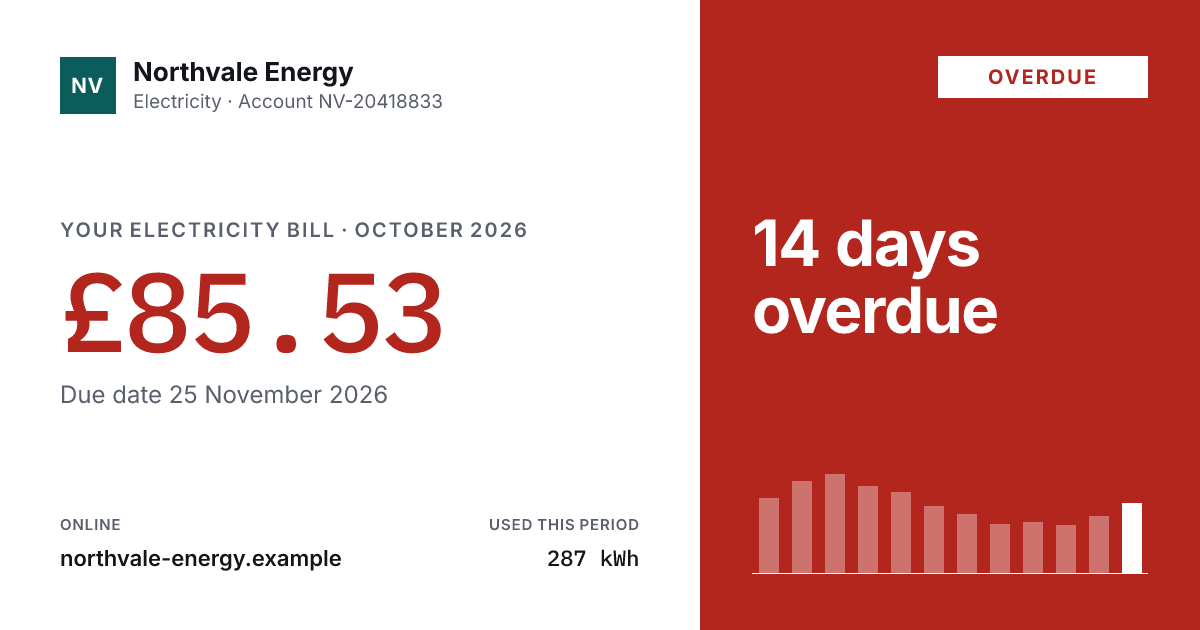 NV
Northvale Energy
Electricity · Account NV-20418833
YOUR ELECTRICITY BILL · OCTOBER 2026
£85.53
Due date 25 November 2026
ONLINE
northvale-energy.example
USED THIS PERIOD
287 kWh
OVERDUE
14 days
overdue